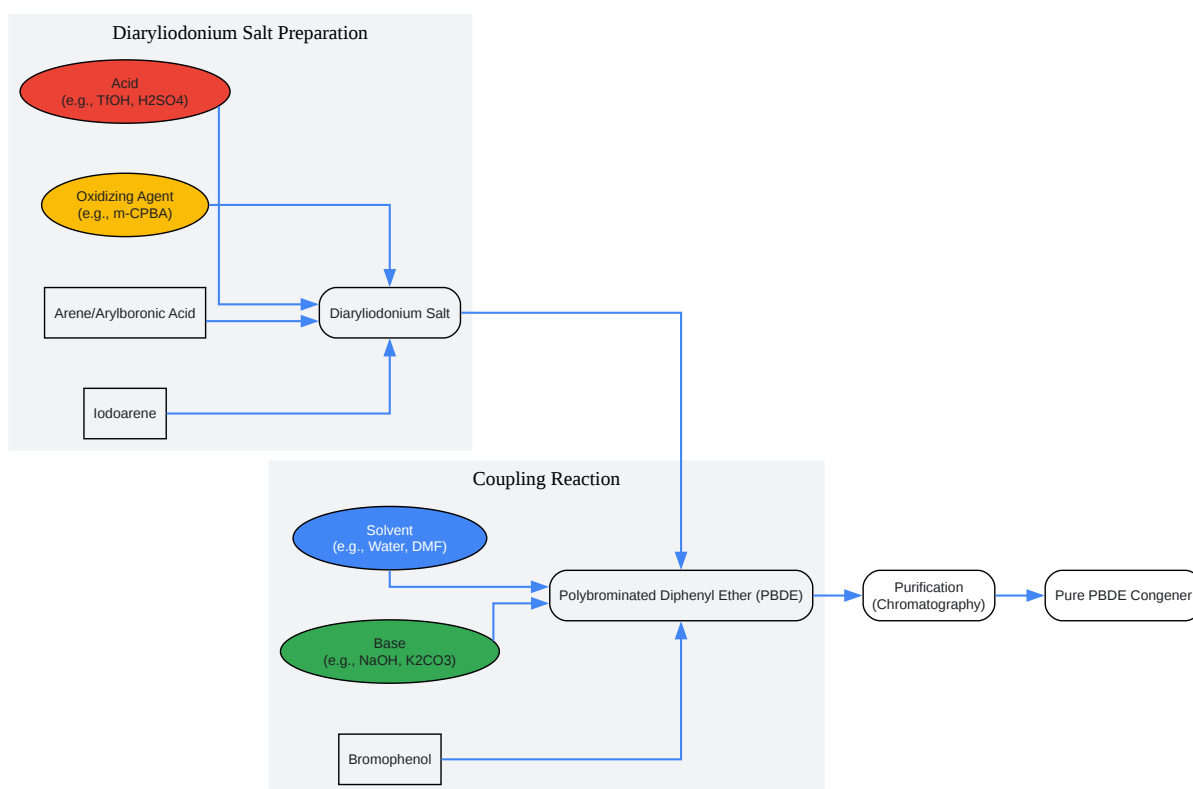 Diaryliodonium Salt Preparation
Acid
(e.g., TfOH, H2SO4)
Oxidizing Agent
(e.g., m-CPBA)
Arene/Arylboronic Acid
Diaryliodonium Salt
Iodoarene
Coupling Reaction
Solvent
(e.g., Water, DMF)
Polybrominated Diphenyl Ether (PBDE)
Purification
(Chromatography)
Pure PBDE Congener
Base
(e.g., NaOH, K2CO3)
Bromophenol